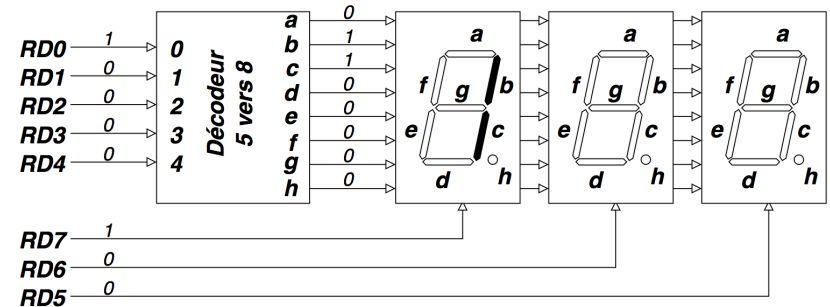 RD0 1 0
RD1 0 1
RD2 0 2
RD3 0 3
RD4 0 4
Décodeur
5 vers 8
a 0
b 1
c 1
d 0
e 0
f 0
g 0
h 0
a
f g b
e c
d h
a
f g b
e c
d h
a
f g b
e c
d h
RD7 1
RD6 0
RD5 0